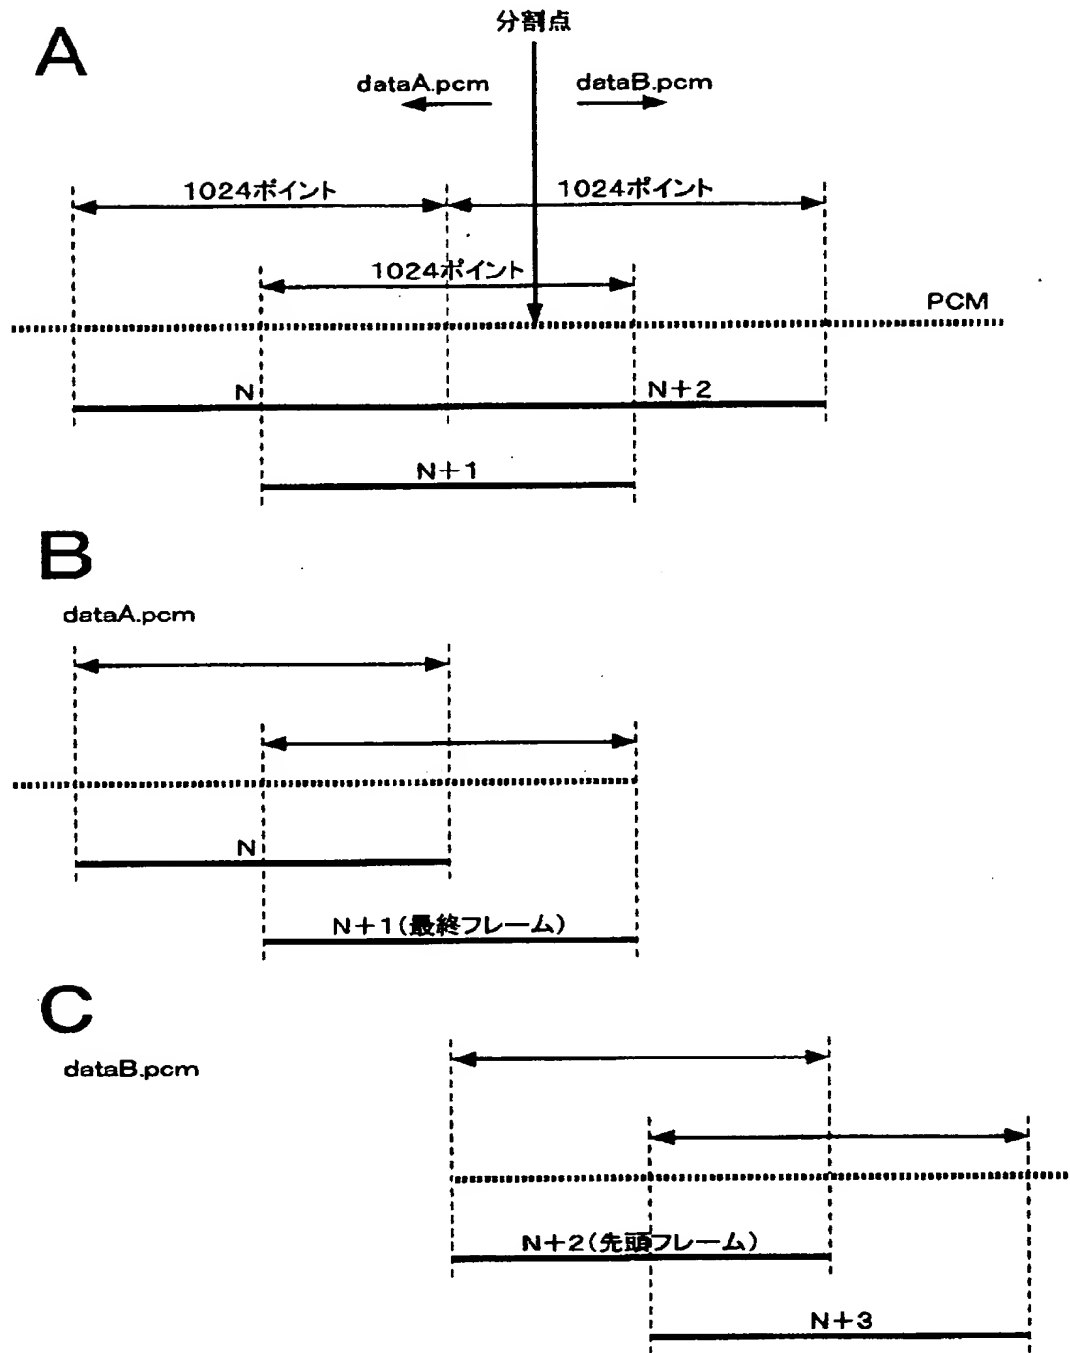 A
分割点
dataA.pcm
dataB.pcm
1024ポイント
1024ポイント
1024ポイント
PCM
N
N+2
N+1
B
dataA.pcm
N
N+1(最終フレーム)
C
dataB.pcm
N+2(先頭フレーム)
N+3